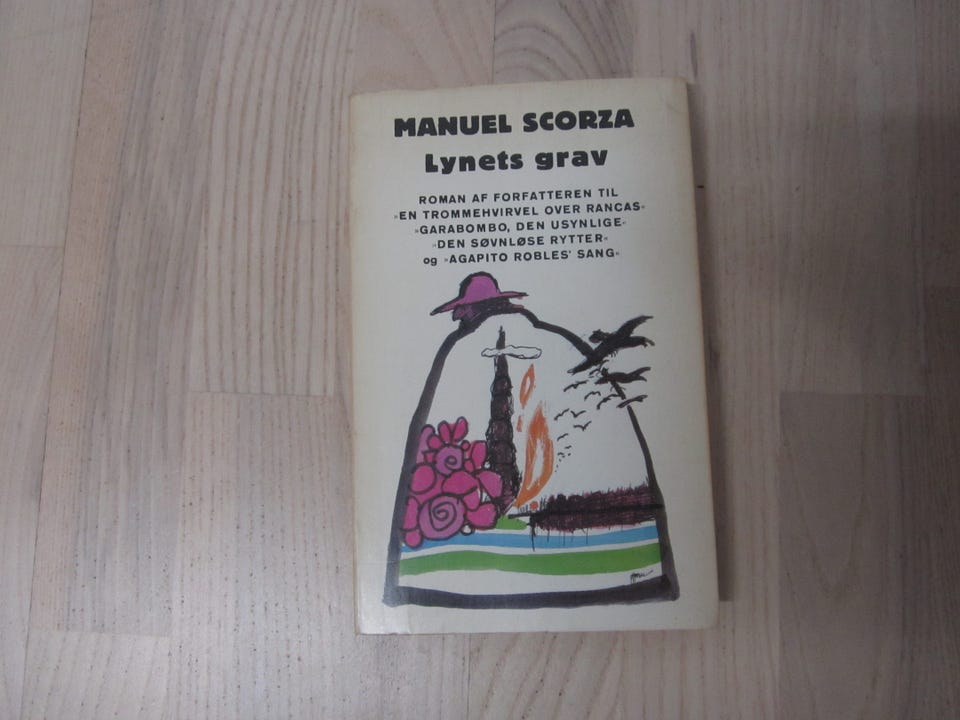 MANUEL SCORZA
Lynets grav
ROMAN AF FORFATTEREN TIL
»EN TROMMEHVIRVEL OVER RANCAS«
»GARABOMBO, DEN USYNLIGE«
»DEN SØVNLØSE RYTTER«
og »AGAPITO ROBLES' SANG«